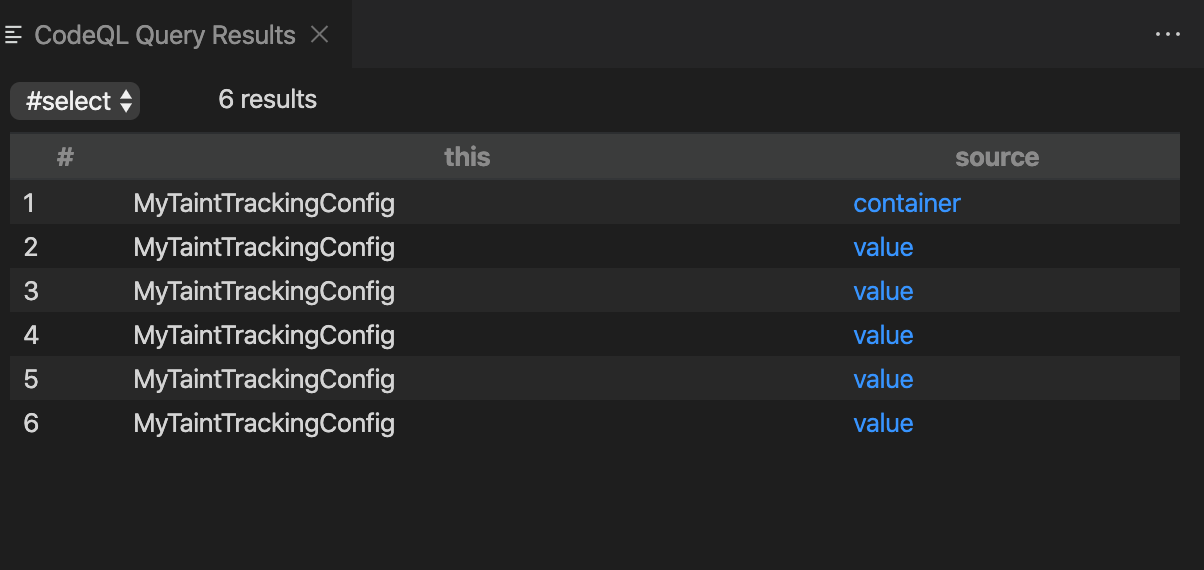 CodeQL Query Results
#select 6 results
# this source
1 MyTaintTrackingConfig container
2 MyTaintTrackingConfig value
3 MyTaintTrackingConfig value
4 MyTaintTrackingConfig value
5 MyTaintTrackingConfig value
6 MyTaintTrackingConfig value